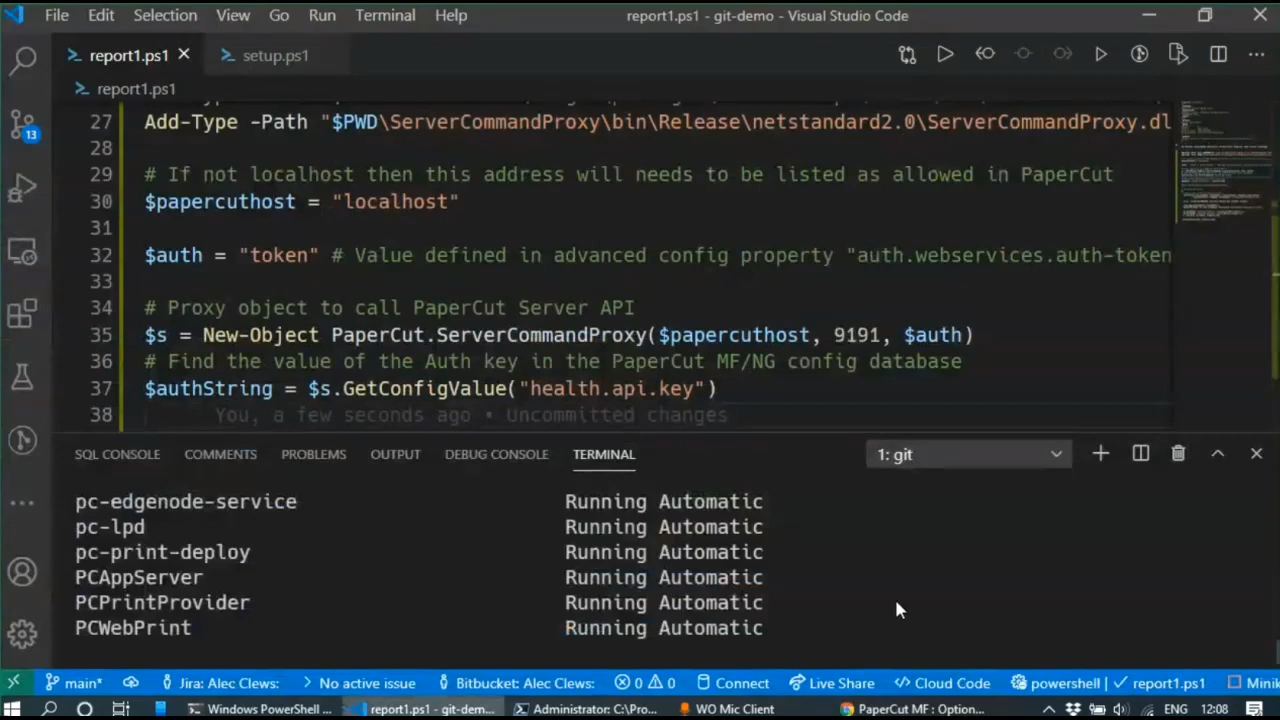 File Edit Selection View Go Run Terminal Help report1.ps1 - git-demo - Visual Studio Code
report1.ps1 setup.ps1
report1.ps1
27 Add-Type -Path "$PWD\ServerCommandProxy\bin\Release\netstandard2.0\ServerCommandProxy.dl
28
29 # If not localhost then this address will needs to be listed as allowed in PaperCut
30 $papercuthost = "localhost"
31
32 $auth = "token" # Value defined in advanced config property "auth.webservices.auth-token
33
34 # Proxy object to call PaperCut Server API
35 $s = New-Object PaperCut.ServerCommandProxy($papercuthost, 9191, $auth)
36 # Find the value of the Auth key in the PaperCut MF/NG config database
37 $authString = $s.GetConfigValue("health.api.key")
38 You, a few seconds ago • Uncommitted changes
13
SQL CONSOLE COMMENTS PROBLEMS OUTPUT DEBUG CONSOLE TERMINAL 1: git
pc-edgenode-service Running Automatic
pc-lpd Running Automatic
pc-print-deploy Running Automatic
PCAppServer Running Automatic
PCPrintProvider Running Automatic
PCWebPrint Running Automatic
main* Jira: Alec Clews: No active issue Bitbucket: Alec Clews: 0 0 Connect Live Share Cloud Code powershell report1.ps1 Minik
Windows PowerShell ... report1.ps1 - git-dem... Administrator: C:\Pro... WO Mic Client PaperCut MF : Option... ENG 12:08